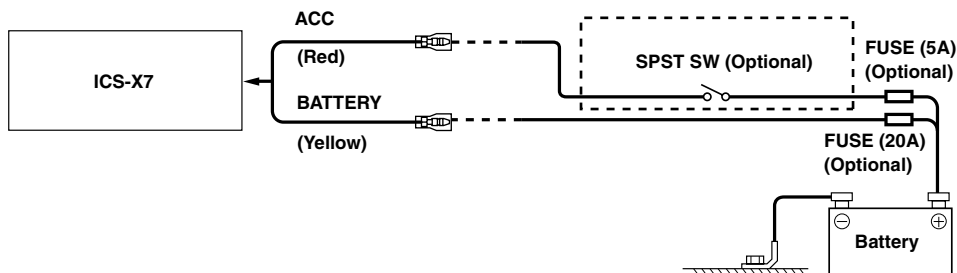 ICS-X7
ACC
(Red)
BATTERY
(Yellow)
SPST SW (Optional)
FUSE (5A)
(Optional)
FUSE (20A)
(Optional)
− +
Battery